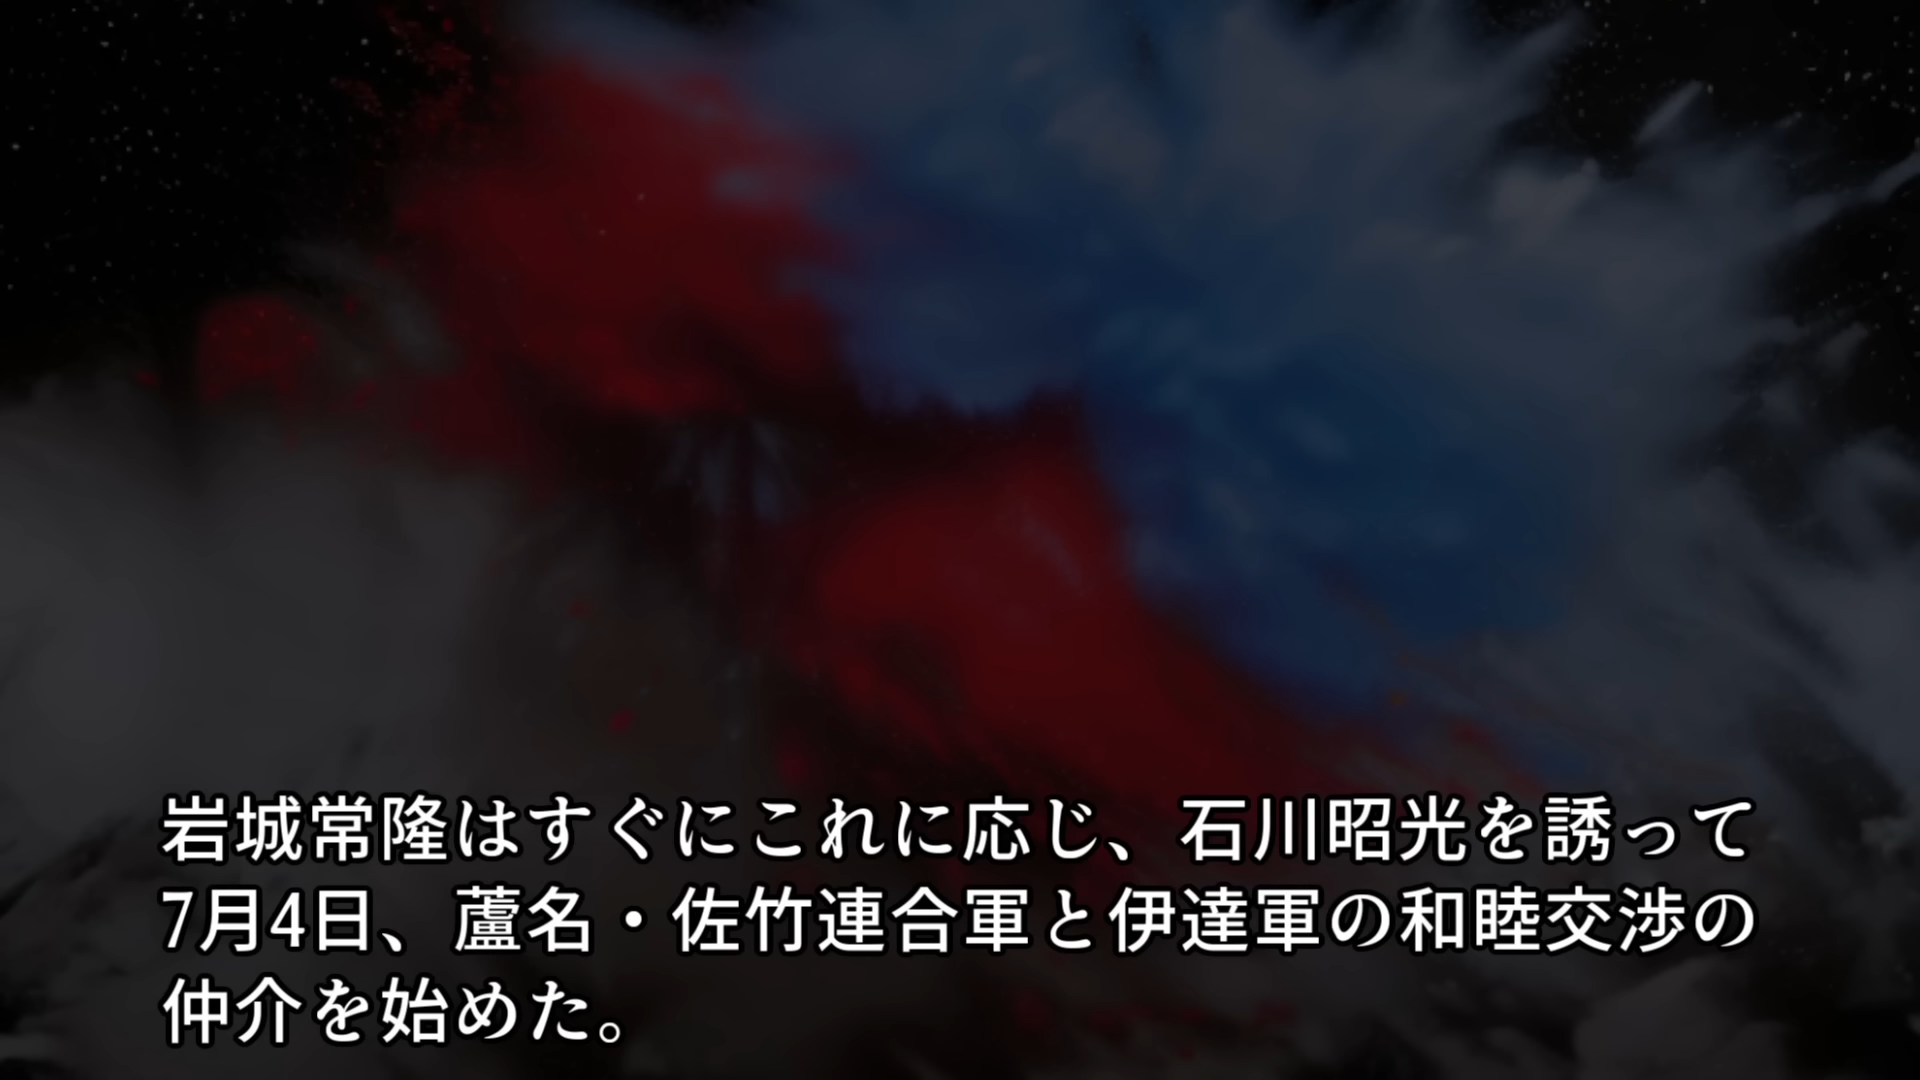 岩城常隆はすぐにこれに応じ、石川昭光を誘って
7月4日、蘆名・佐竹連合軍と伊達軍の和睦交渉の
仲介を始めた。